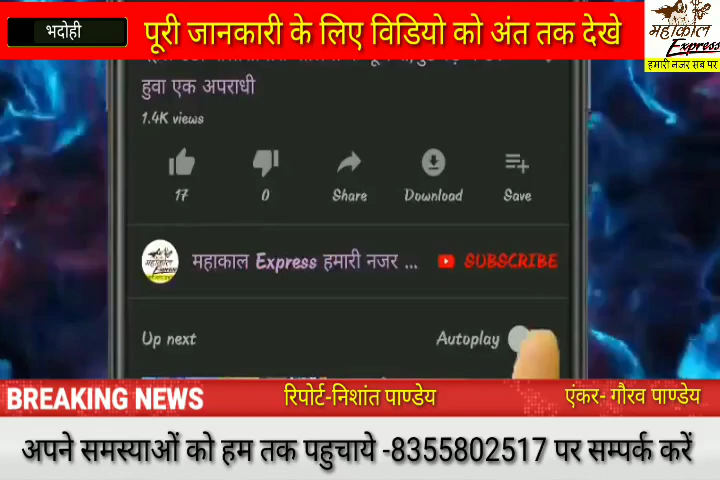 भदोही
पूरी जानकारी के लिए विडियो को अंत तक देखे
महाकाल
Express
हमारी नजर सब पर
हुवा एक अपराधी
1.4K views
17 0 Share Download Save
महाकाल Express हमारी नजर ... SUBSCRIBE
Up next Autoplay
BREAKING NEWS रिपोर्ट-निशांत पाण्डेय एंकर- गौरव पाण्डेय
अपने समस्याओं को हम तक पहुचाये -8355802517 पर सम्पर्क करें